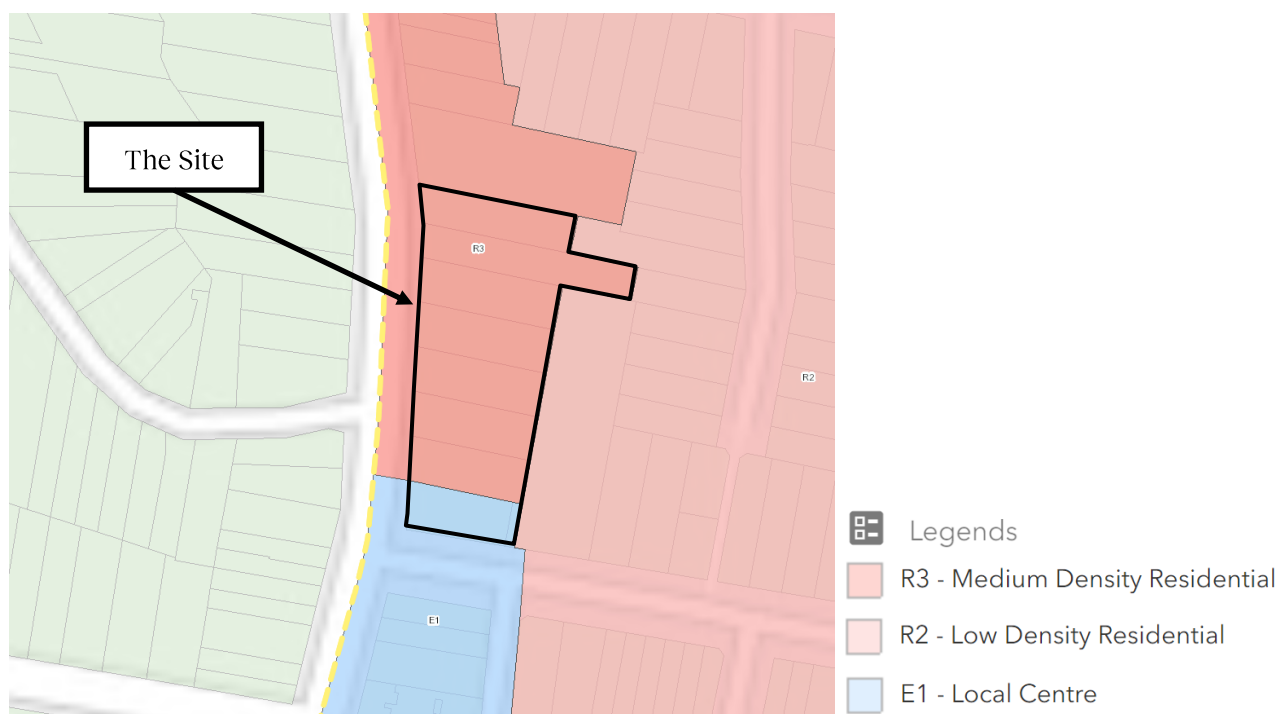 The Site
R3
R2
E1
Legends
R3 - Medium Density Residential
R2 - Low Density Residential
E1 - Local Centre